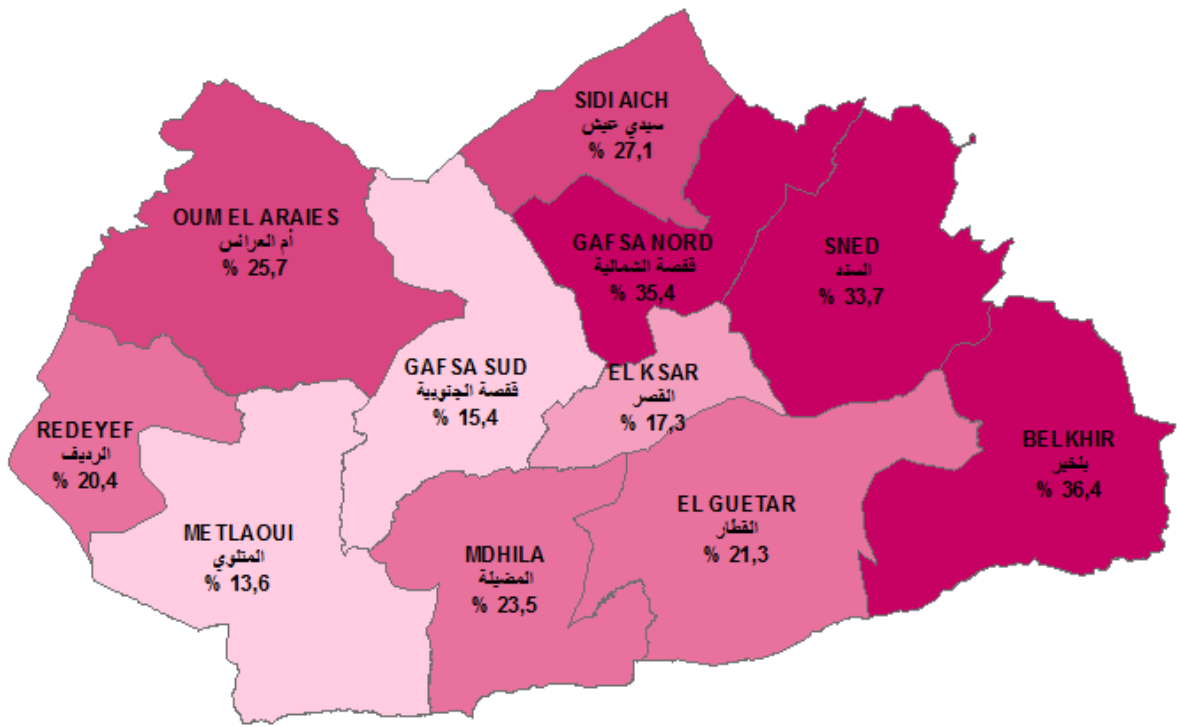 SIDI AICH
سيدي عيش
% 27,1
OUM EL ARAIES
أم العرائس
% 25,7
GAFSA NORD
قفصة الشمالية
% 35,4
SNED
السند
% 33,7
GAFSA SUD
قفصة الجنوبية
% 15,4
EL KSAR
القصر
% 17,3
REDEYEF
الرديف
% 20,4
BELKHIR
بلخير
% 36,4
EL GUETAR
القطار
% 21,3
METLAOUI
المتلوي
% 13,6
MDHILA
المضيلة
% 23,5